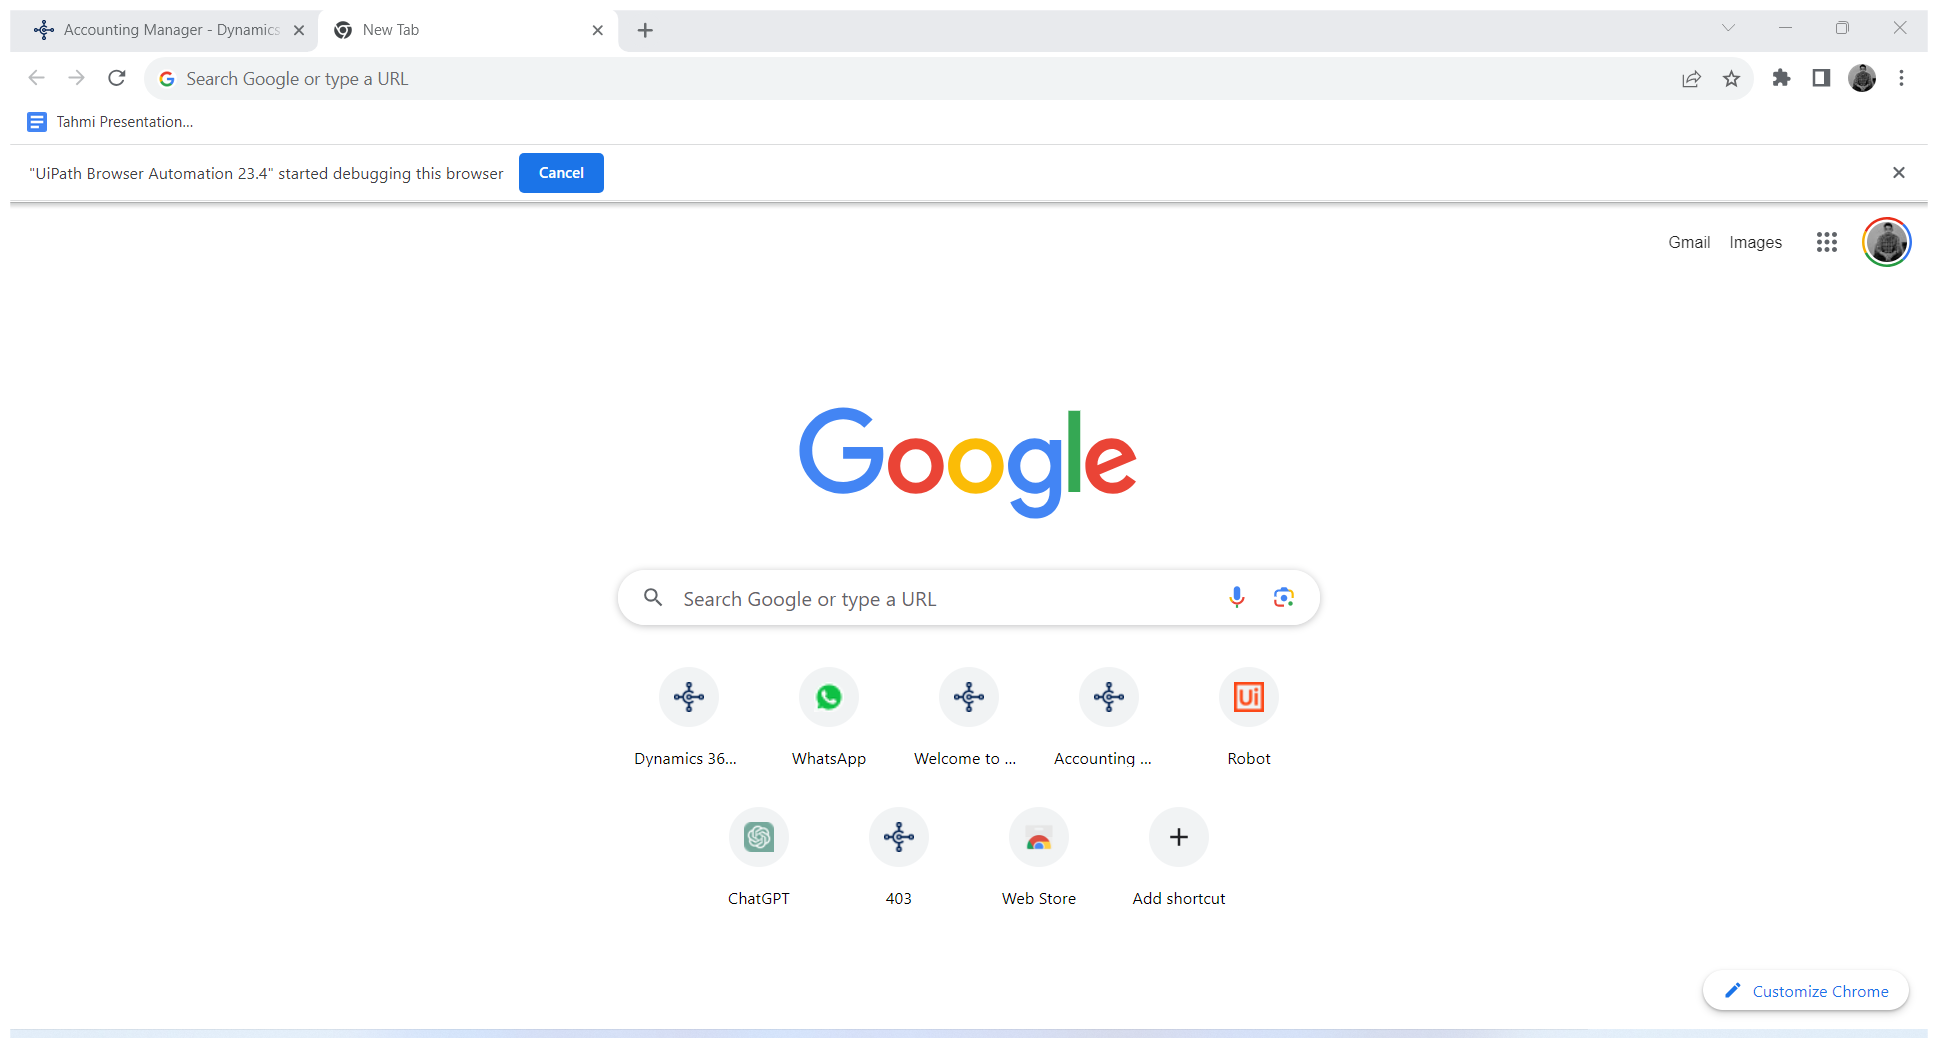 Accounting Manager - Dynamics
New Tab
Search Google or type a URL
Tahmi Presentation...
"UiPath Browser Automation 23.4" started debugging this browser
Cancel
Gmail Images
Google
Search Google or type a URL
Ui
Dynamics 36... WhatsApp Welcome to ... Accounting ... Robot
ChatGPT 403 Web Store Add shortcut
Customize Chrome